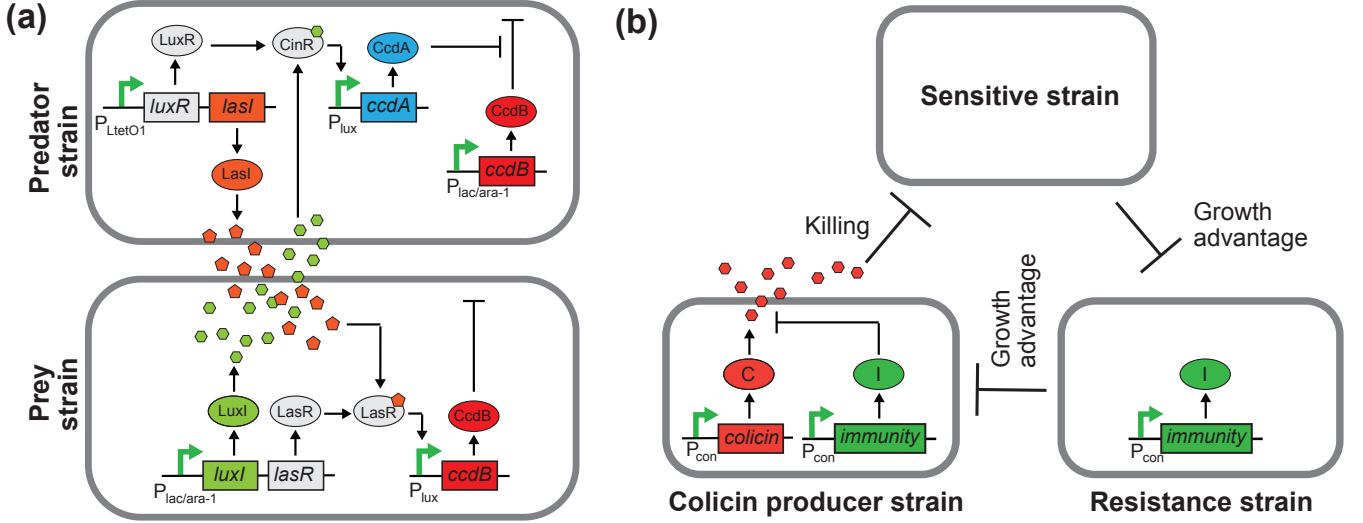 (a)
Predator
strain
LuxR
CinR
CcdA
luxR
lasI
PLtetO1
ccdA
Plux
CcdB
ccdB
Plac/ara-1
LasI
Prey
strain
LuxI
LasR
LasR
CcdB
luxI
lasR
Plac/ara-1
ccdB
Plux
(b)
Sensitive strain
Killing
Growth
advantage
Growth
advantage
C
I
colicin
Pcon
immunity
Pcon
Colicin producer strain
I
immunity
Pcon
Resistance strain